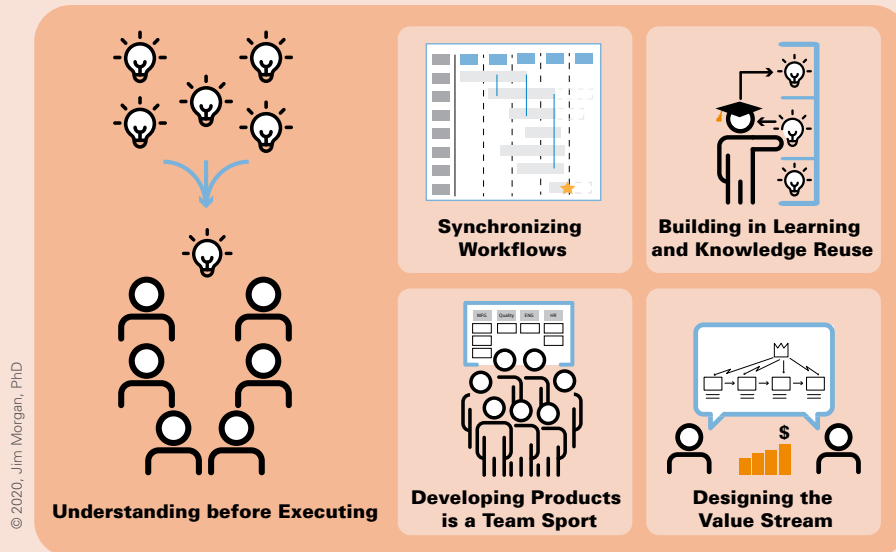 © 2020, Jim Morgan, PhD
Understanding before Executing
Synchronizing
Workflows
Building in Learning
and Knowledge Reuse
MFG Quality ENG HR
Developing Products
is a Team Sport
$
Designing the
Value Stream